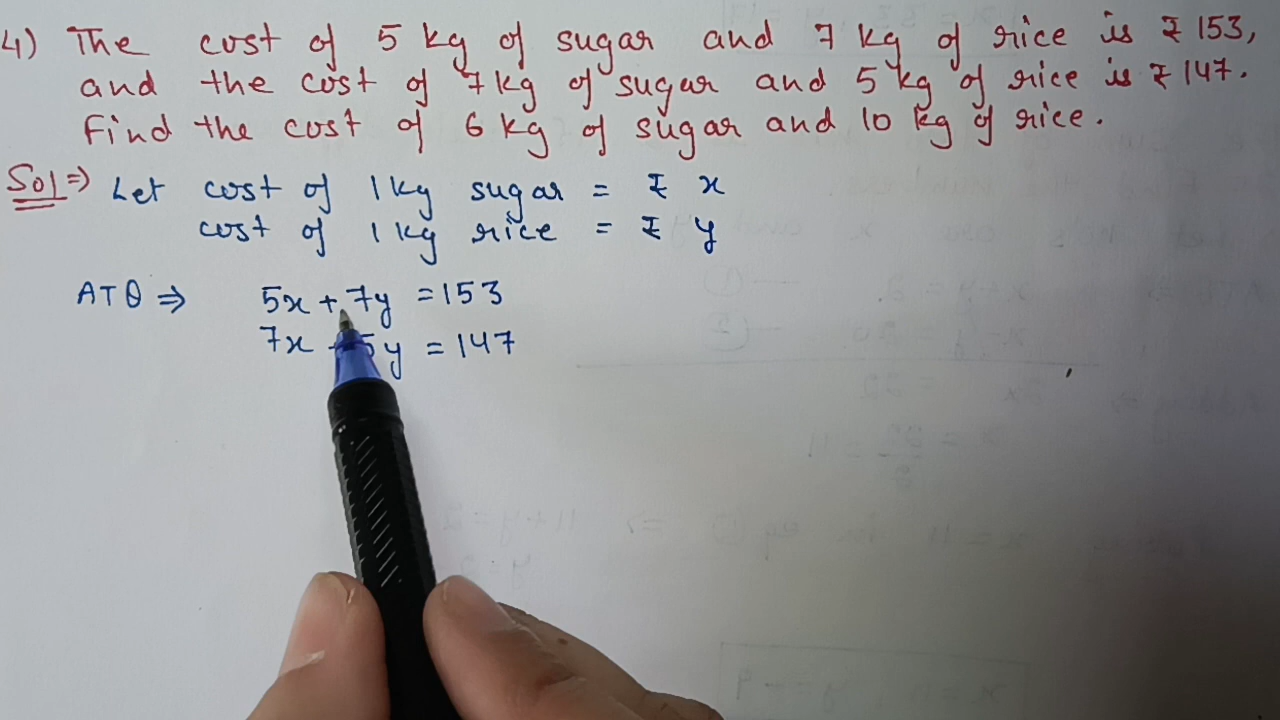 4) The cost of 5 kg of sugar and 7 kg of rice is ₹ 153,
and the cost of 7 kg of sugar and 5 kg of rice is ₹ 147.
Find the cost of 6 kg of sugar and 10 kg of rice.
Sol⇒ Let cost of 1 kg sugar = ₹ x
cost of 1 kg rice = ₹ y
ATQ ⇒ 5x + 7y = 153
7x 5y = 147